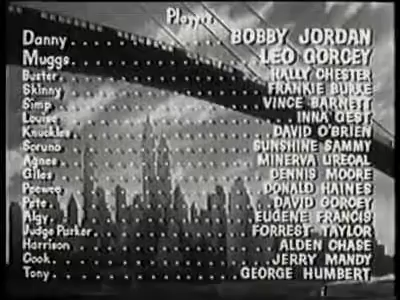 Players
Danny BOBBY JORDAN
Muggs LEO GORCEY
Buster HALLY CHESTER
Skinny FRANKIE BURKE
Simp VINCE BARNETT
Louise INNA GEST
Knuckles DAVID O'BRIEN
Scruno SUNSHINE SAMMY
Agnes MINERVA URECAL
Giles DENNIS MOORE
Peewee DONALD HAINES
Pete DAVID GORCEY
Algy EUGENE FRANCIS
Judge Parker FORREST TAYLOR
Harrison ALDEN CHASE
Cook JERRY MANDY
Tony GEORGE HUMBERT